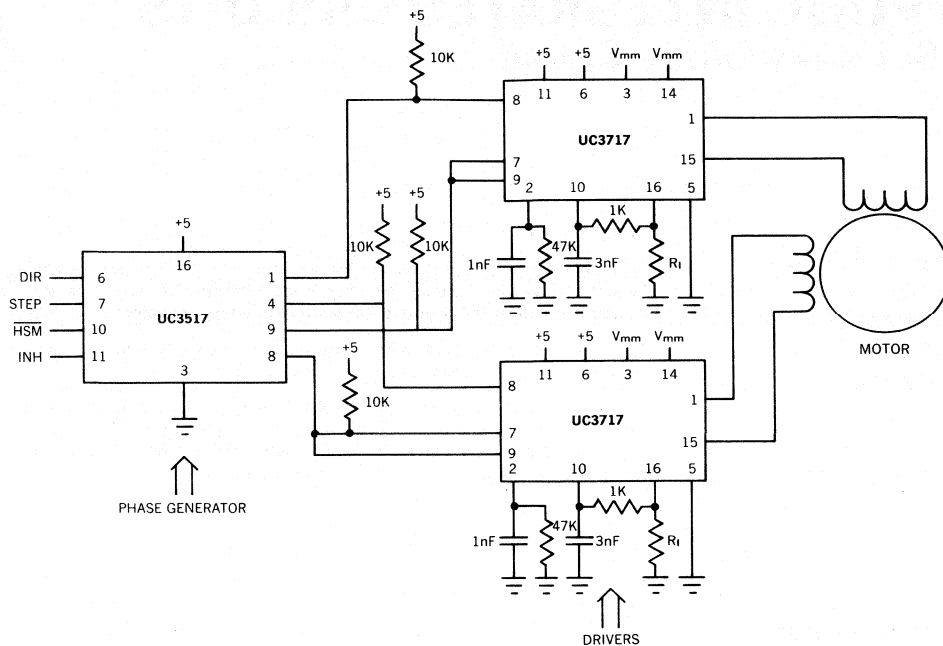 +5
10K
+5 +5 Vmm Vmm
11 6 3 14
8
UC3717
1
7
9
15
2 10 16 5
1K
1nF
47K
3nF
RI
+5 +5
10K
10K
+5
16
DIR 6
STEP 7
HSM 10
INH 11
UC3517
1
4
9
8
3
PHASE GENERATOR
+5
10K
+5 +5 Vmm Vmm
11 6 3 14
8
UC3717
1
7
9
15
2 10 16 5
1K
1nF
47K
3nF
RI
MOTOR
DRIVERS